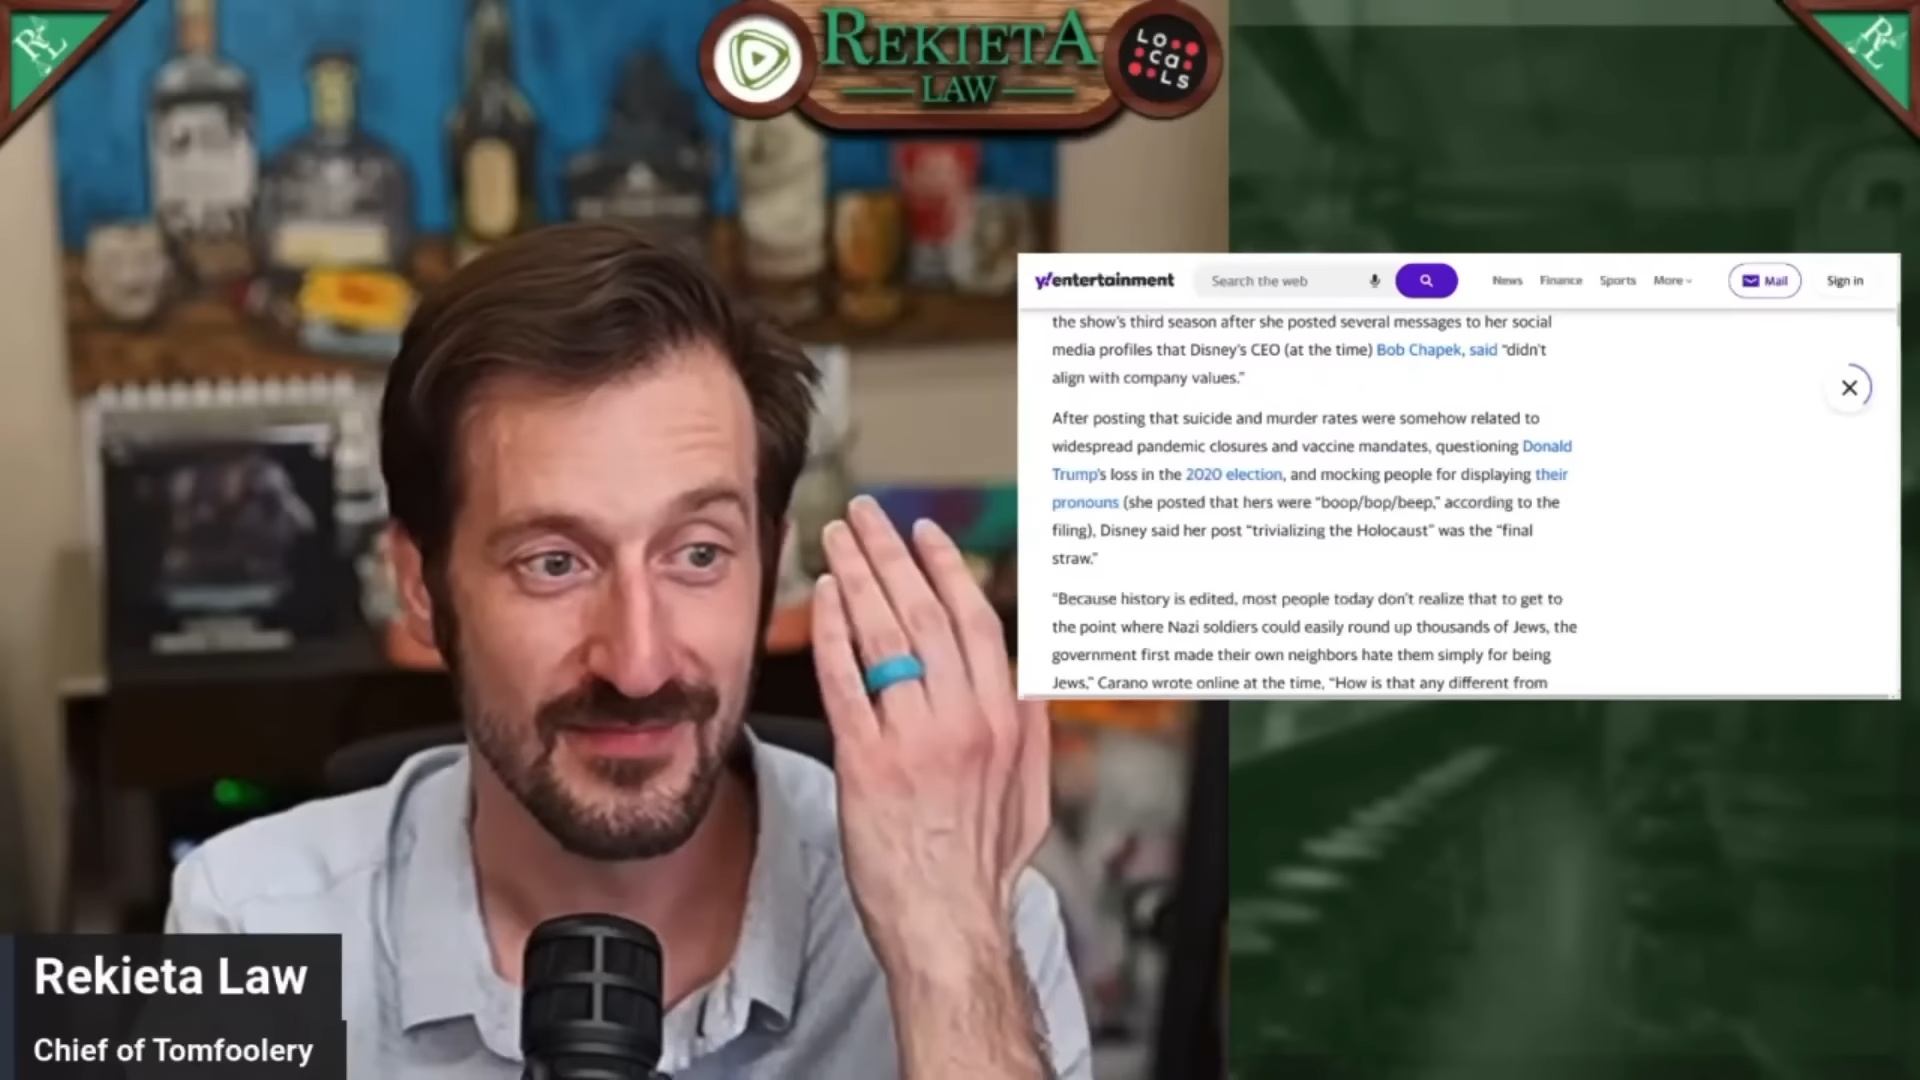 REKIETA
LAW
LOCALS
RL
RL
y!entertainment
Search the web
News Finance Sports More Mail Sign in
the show's third season after she posted several messages to her social
media profiles that Disney's CEO (at the time) Bob Chapek, said “didn't
align with company values.”
After posting that suicide and murder rates were somehow related to
widespread pandemic closures and vaccine mandates, questioning Donald
Trump's loss in the 2020 election, and mocking people for displaying their
pronouns (she posted that hers were “boop/bop/beep,” according to the
filing), Disney said her post “trivializing the Holocaust” was the “final
straw.”
“Because history is edited, most people today don't realize that to get to
the point where Nazi soldiers could easily round up thousands of Jews, the
government first made their own neighbors hate them simply for being
Jews,” Carano wrote online at the time, “How is that any different from
Rekieta Law
Chief of Tomfoolery